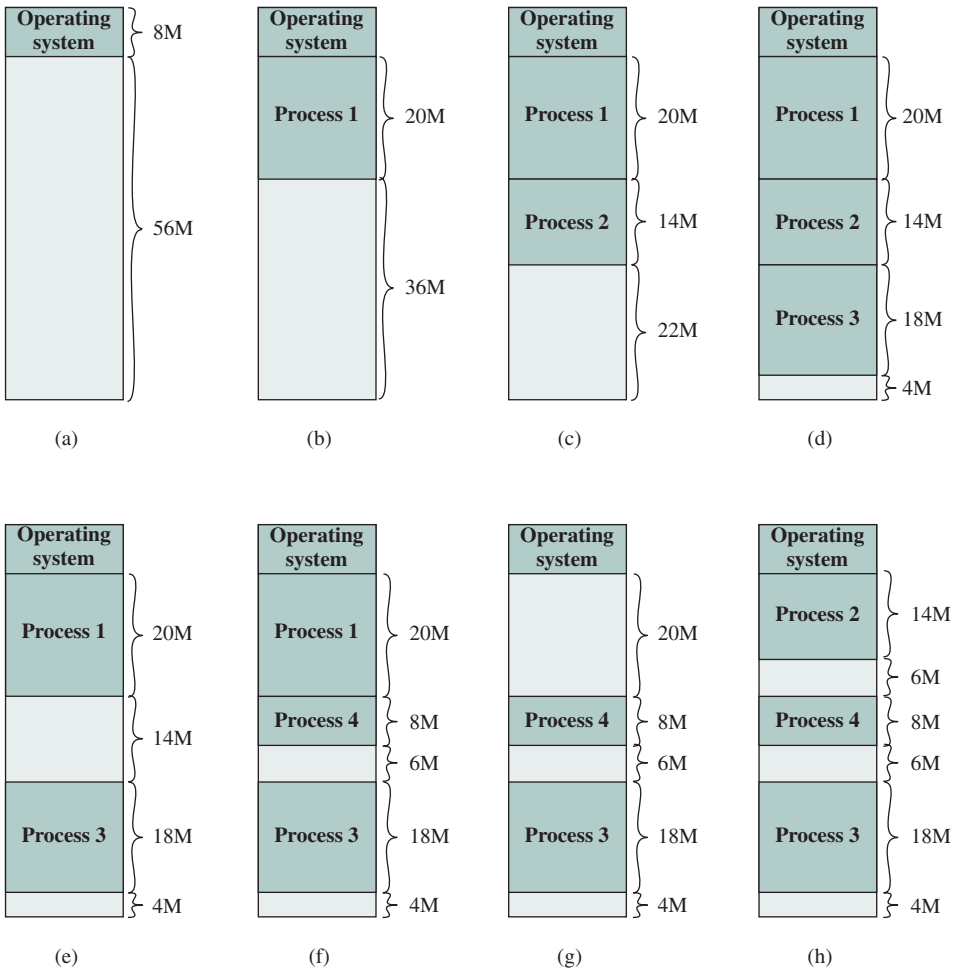 Operating
system
8M
56M
(a)
Operating
system
Process 1
20M
36M
(b)
Operating
system
Process 1
20M
Process 2
14M
22M
(c)
Operating
system
Process 1
20M
Process 2
14M
Process 3
18M
4M
(d)
Operating
system
Process 1
20M
14M
Process 3
18M
4M
(e)
Operating
system
Process 1
20M
Process 4
8M
6M
Process 3
18M
4M
(f)
Operating
system
20M
Process 4
8M
6M
Process 3
18M
4M
(g)
Operating
system
Process 2
14M
6M
Process 4
8M
6M
Process 3
18M
4M
(h)